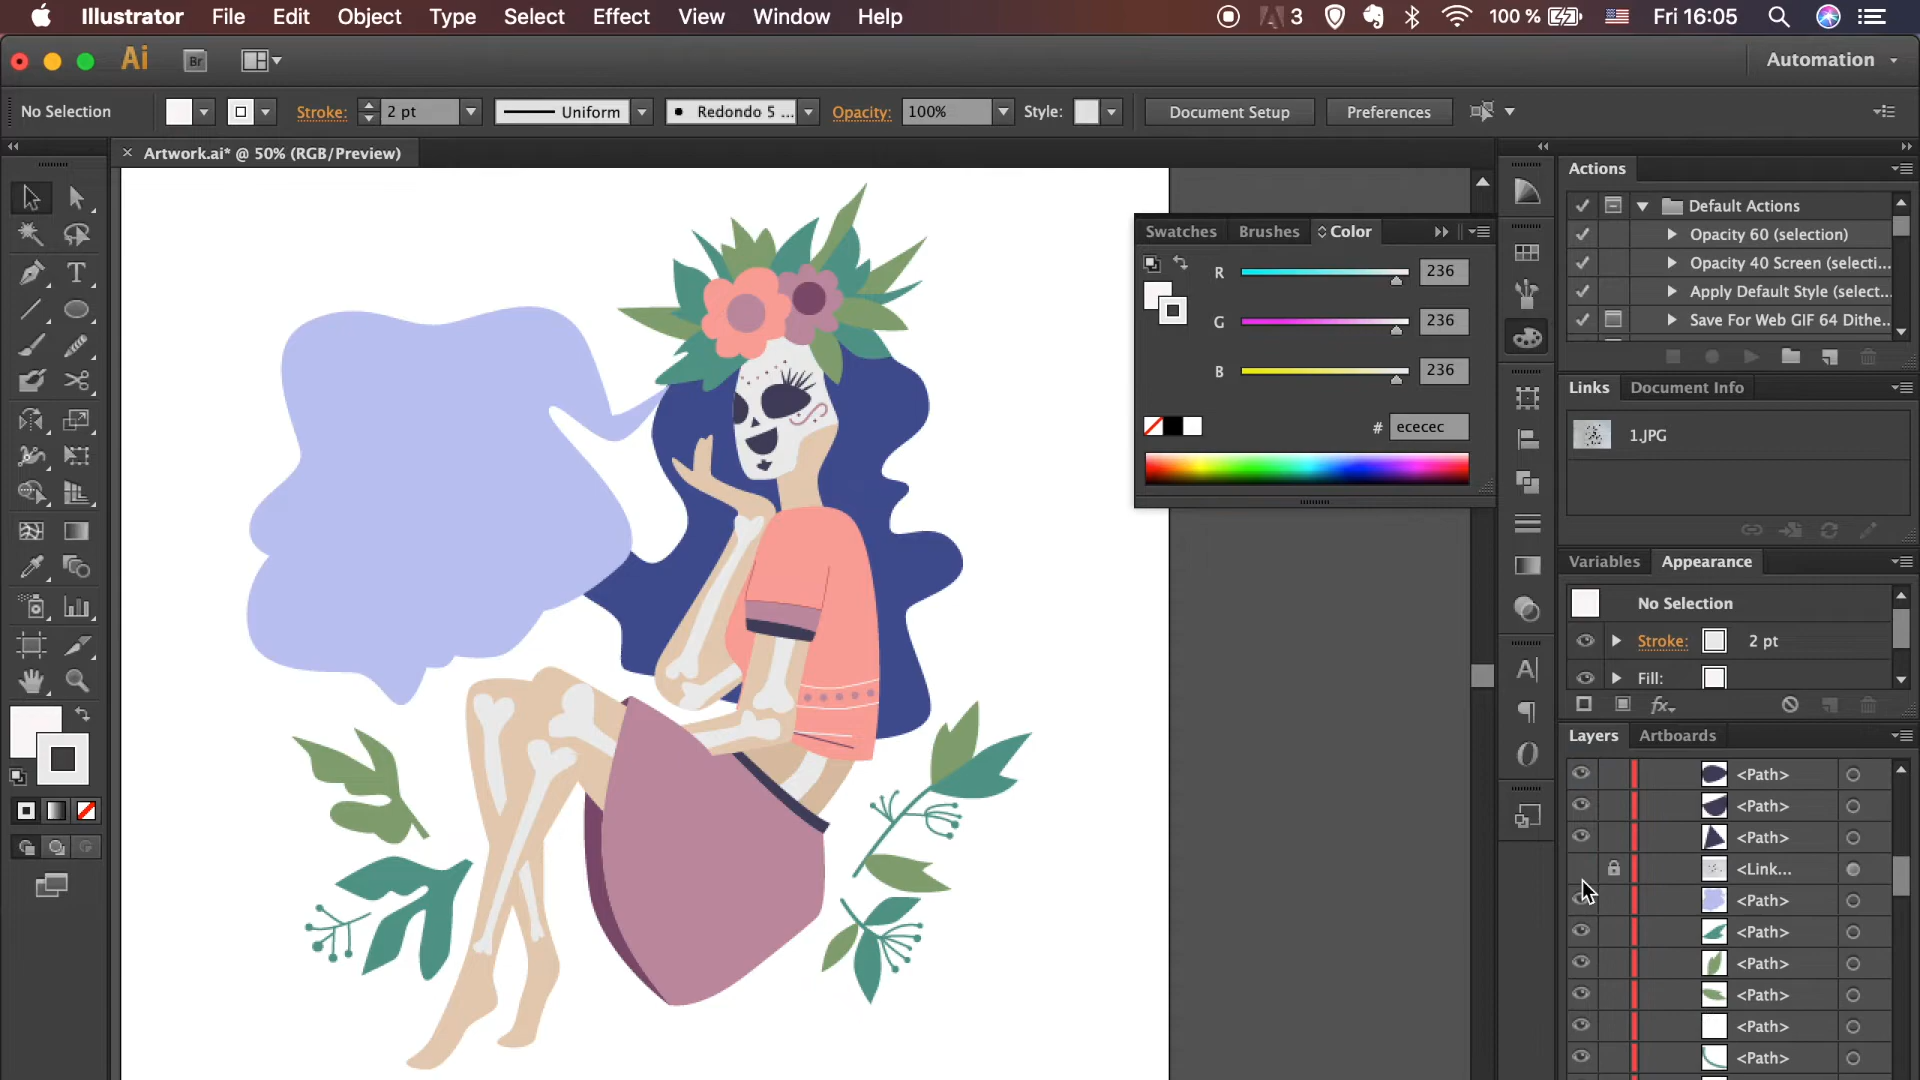 Illustrator File Edit Object Type Select Effect View Window Help 3 100 % Fri 16:05
Ai Br Automation
No Selection Stroke: 2 pt Uniform Redondo 5 ... Opacity: 100% Style: Document Setup Preferences
× Artwork.ai* @ 50% (RGB/Preview)
Actions
Default Actions
Opacity 60 (selection)
Opacity 40 Screen (selecti...
Apply Default Style (select...
Save For Web GIF 64 Dithe...
Swatches Brushes Color
R 236
G 236
B 236
# ececec
Links Document Info
1.JPG
Variables Appearance
No Selection
Stroke: 2 pt
Fill:
fx
Layers Artboards
<Path>
<Path>
<Path>
<Link...
<Path>
<Path>
<Path>
<Path>
<Path>
<Path>